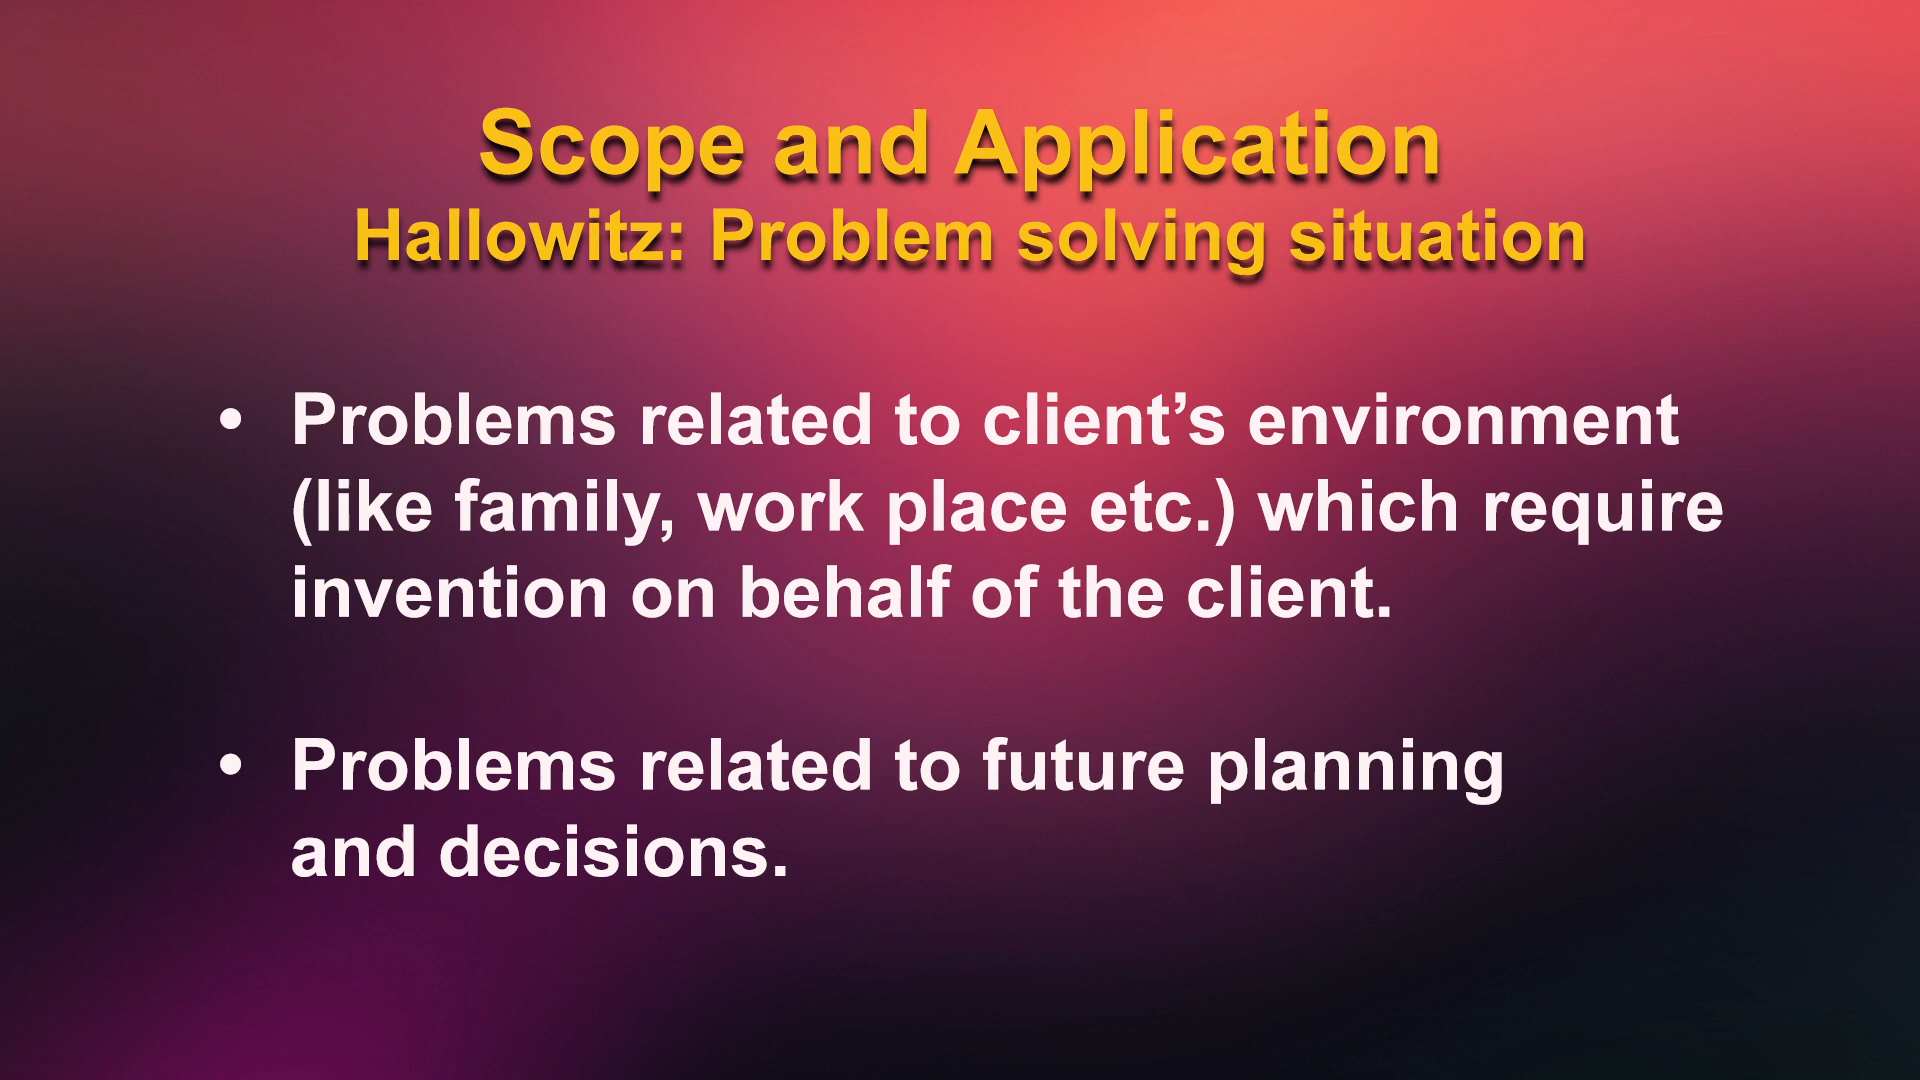 Scope and Application
Hallowitz: Problem solving situation
• Problems related to client’s environment
(like family, work place etc.) which require
invention on behalf of the client.
• Problems related to future planning
and decisions.